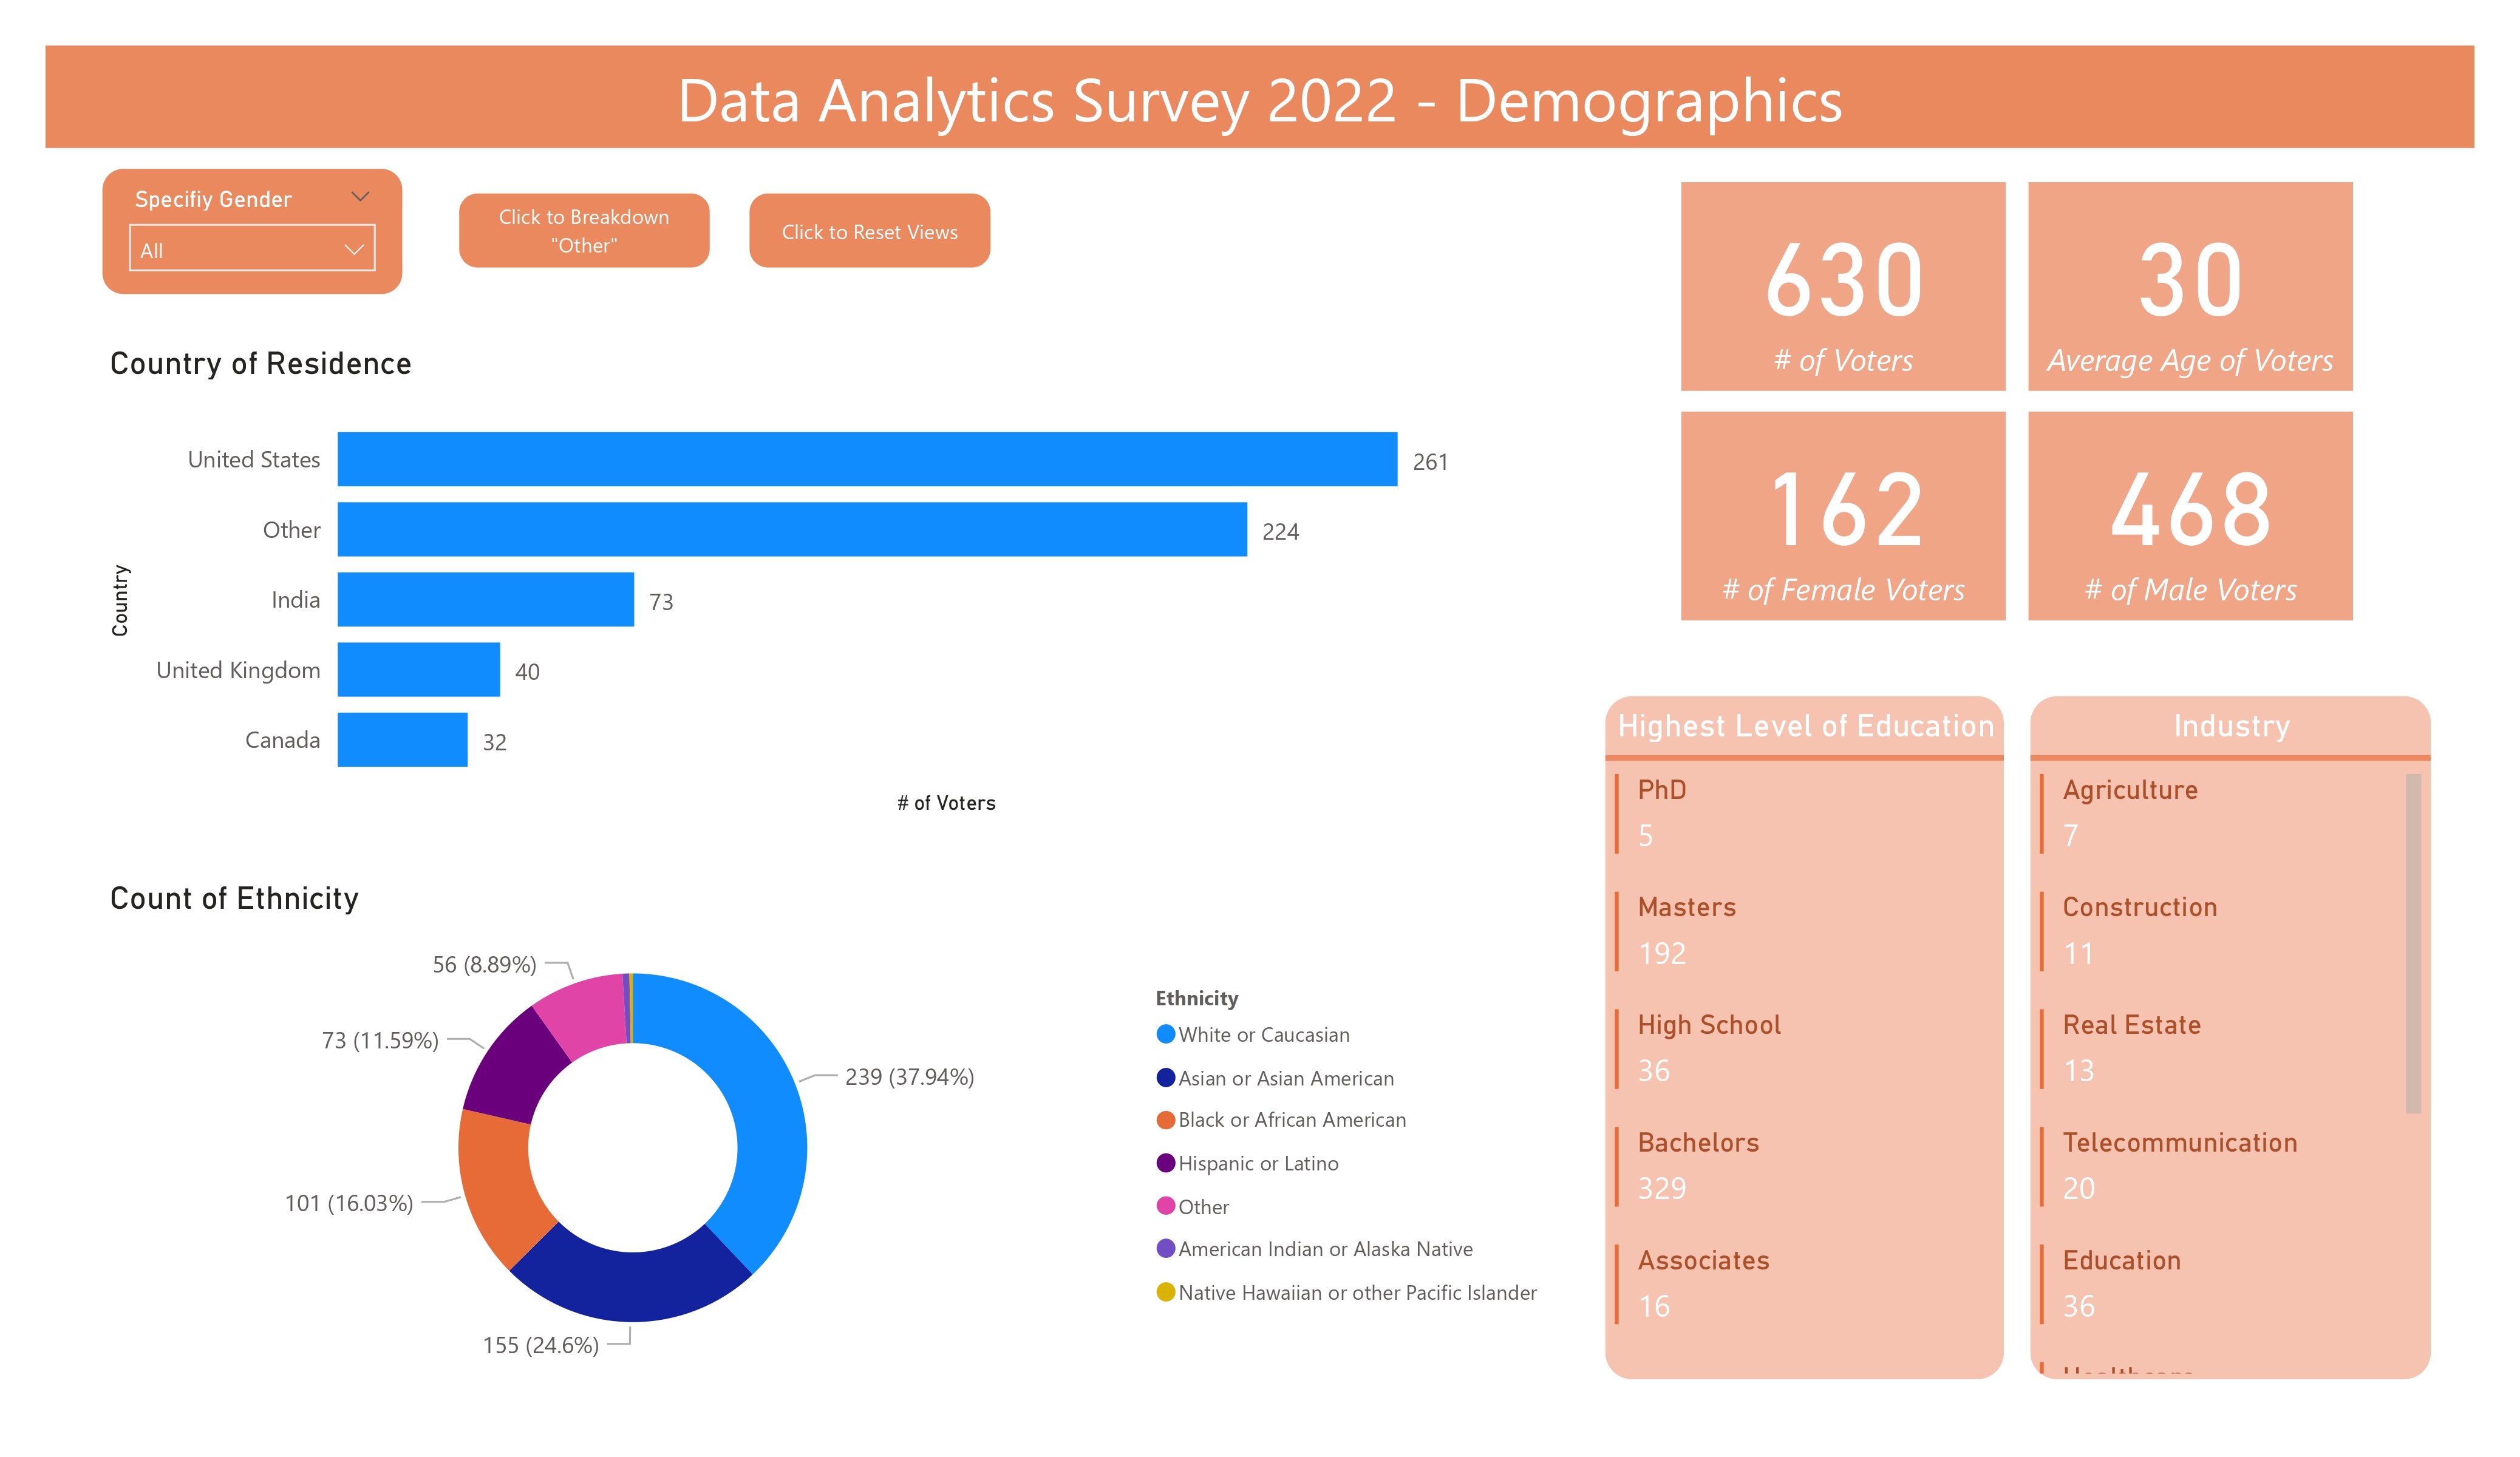 Data Analytics Survey 2022 - Demographics
Specifiy Gender
All
Click to Breakdown
"Other"
Click to Reset Views
630
# of Voters
30
Average Age of Voters
162
# of Female Voters
468
# of Male Voters
Country of Residence
Country
United States
261
Other
224
India
73
United Kingdom
40
Canada
32
# of Voters
Count of Ethnicity
56 (8.89%)
73 (11.59%)
239 (37.94%)
101 (16.03%)
155 (24.6%)
Ethnicity
White or Caucasian
Asian or Asian American
Black or African American
Hispanic or Latino
Other
American Indian or Alaska Native
Native Hawaiian or other Pacific Islander
Highest Level of Education
PhD
5
Masters
192
High School
36
Bachelors
329
Associates
16
Industry
Agriculture
7
Construction
11
Real Estate
13
Telecommunication
20
Education
36